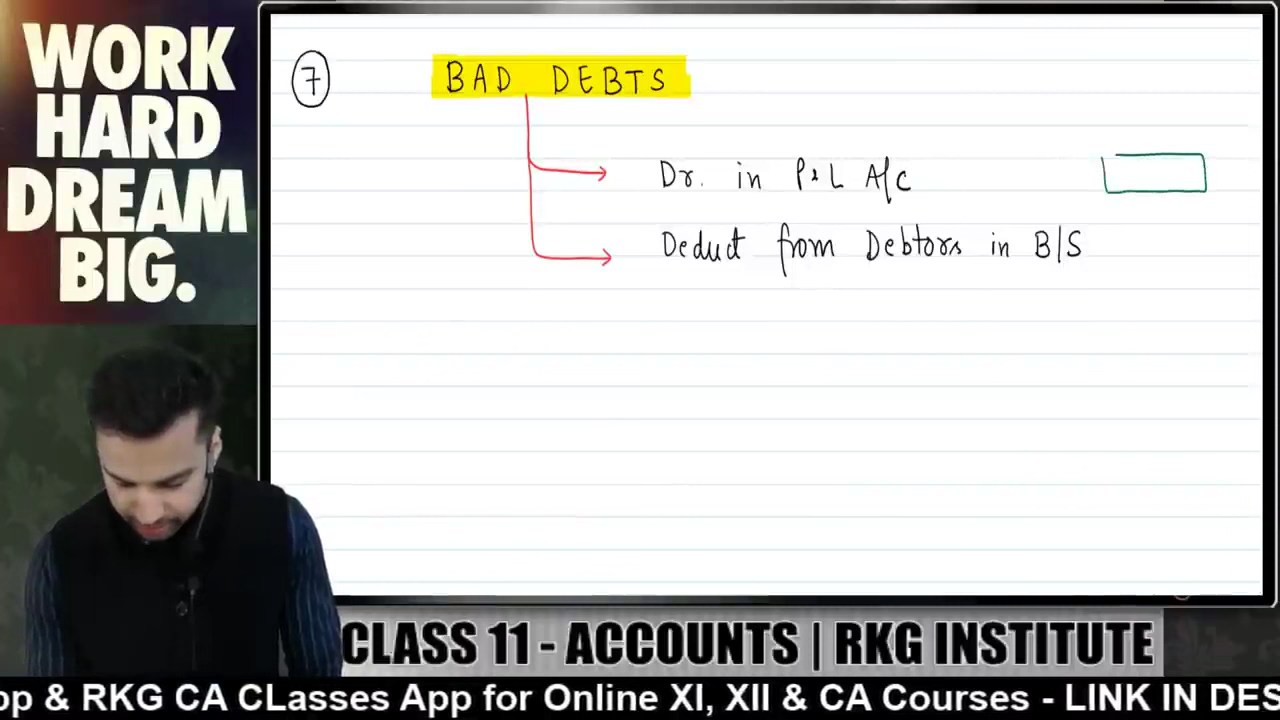 WORK
HARD
DREAM
BIG.
7
BAD DEBTS
Dr. in P&L A/c
Deduct from Debtors in B/S
CLASS 11 - ACCOUNTS | RKG INSTITUTE
pp & RKG CA CLasses App for Online XI, XII & CA Courses - LINK IN DES